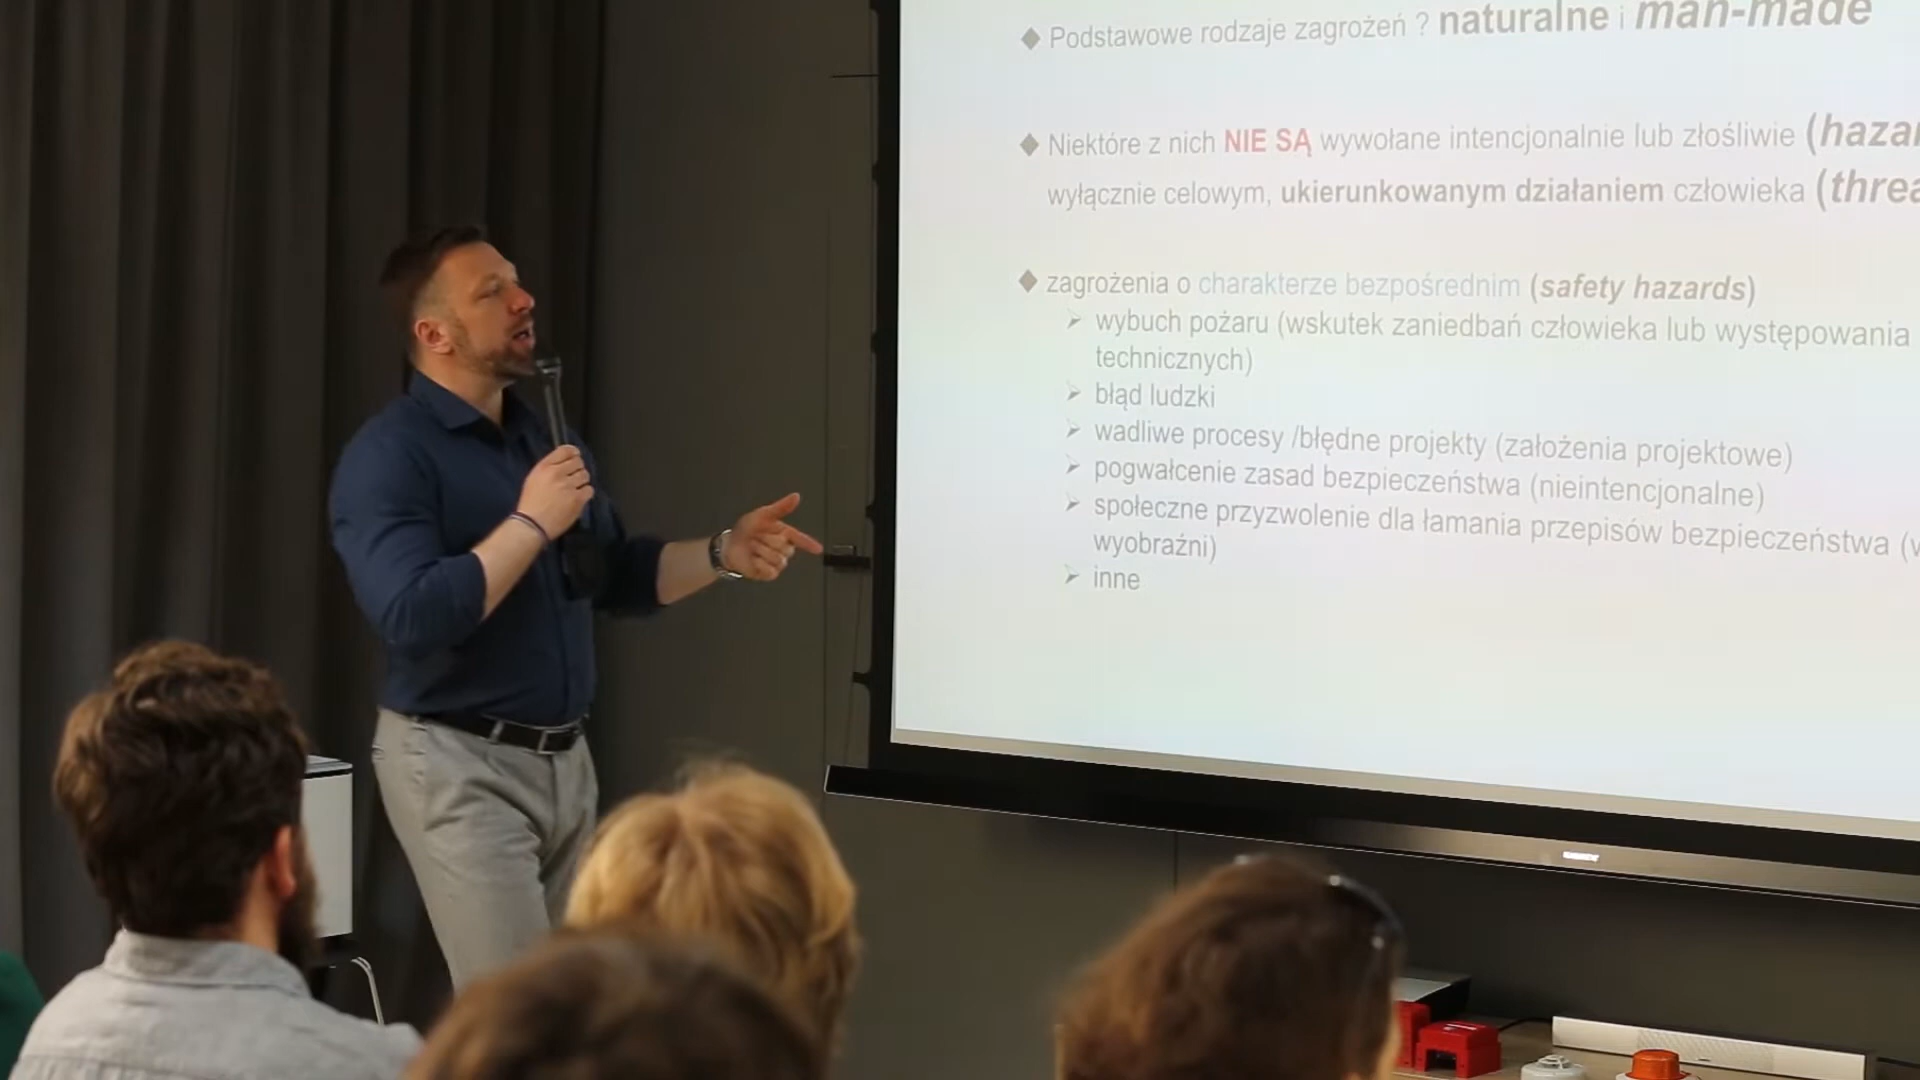 ◆ Podstawowe rodzaje zagrożeń ? naturalne i man-made
◆ Niektóre z nich NIE SĄ wywołane intencjonalnie lub złośliwie
wyłącznie celowym, ukierunkowanym działaniem człowieka
◆ zagrożenia o charakterze bezpośrednim (safety hazards)
➢ wybuch pożaru (wskutek zaniedbań człowieka lub występowania
technicznych)
➢ błąd ludzki
➢ wadliwe procesy /błędne projekty (założenia projektowe)
➢ pogwałcenie zasad bezpieczeństwa (nieintencjonalne)
➢ społeczne przyzwolenie dla łamania przepisów bezpieczeństwa
wyobraźni)
➢ inne